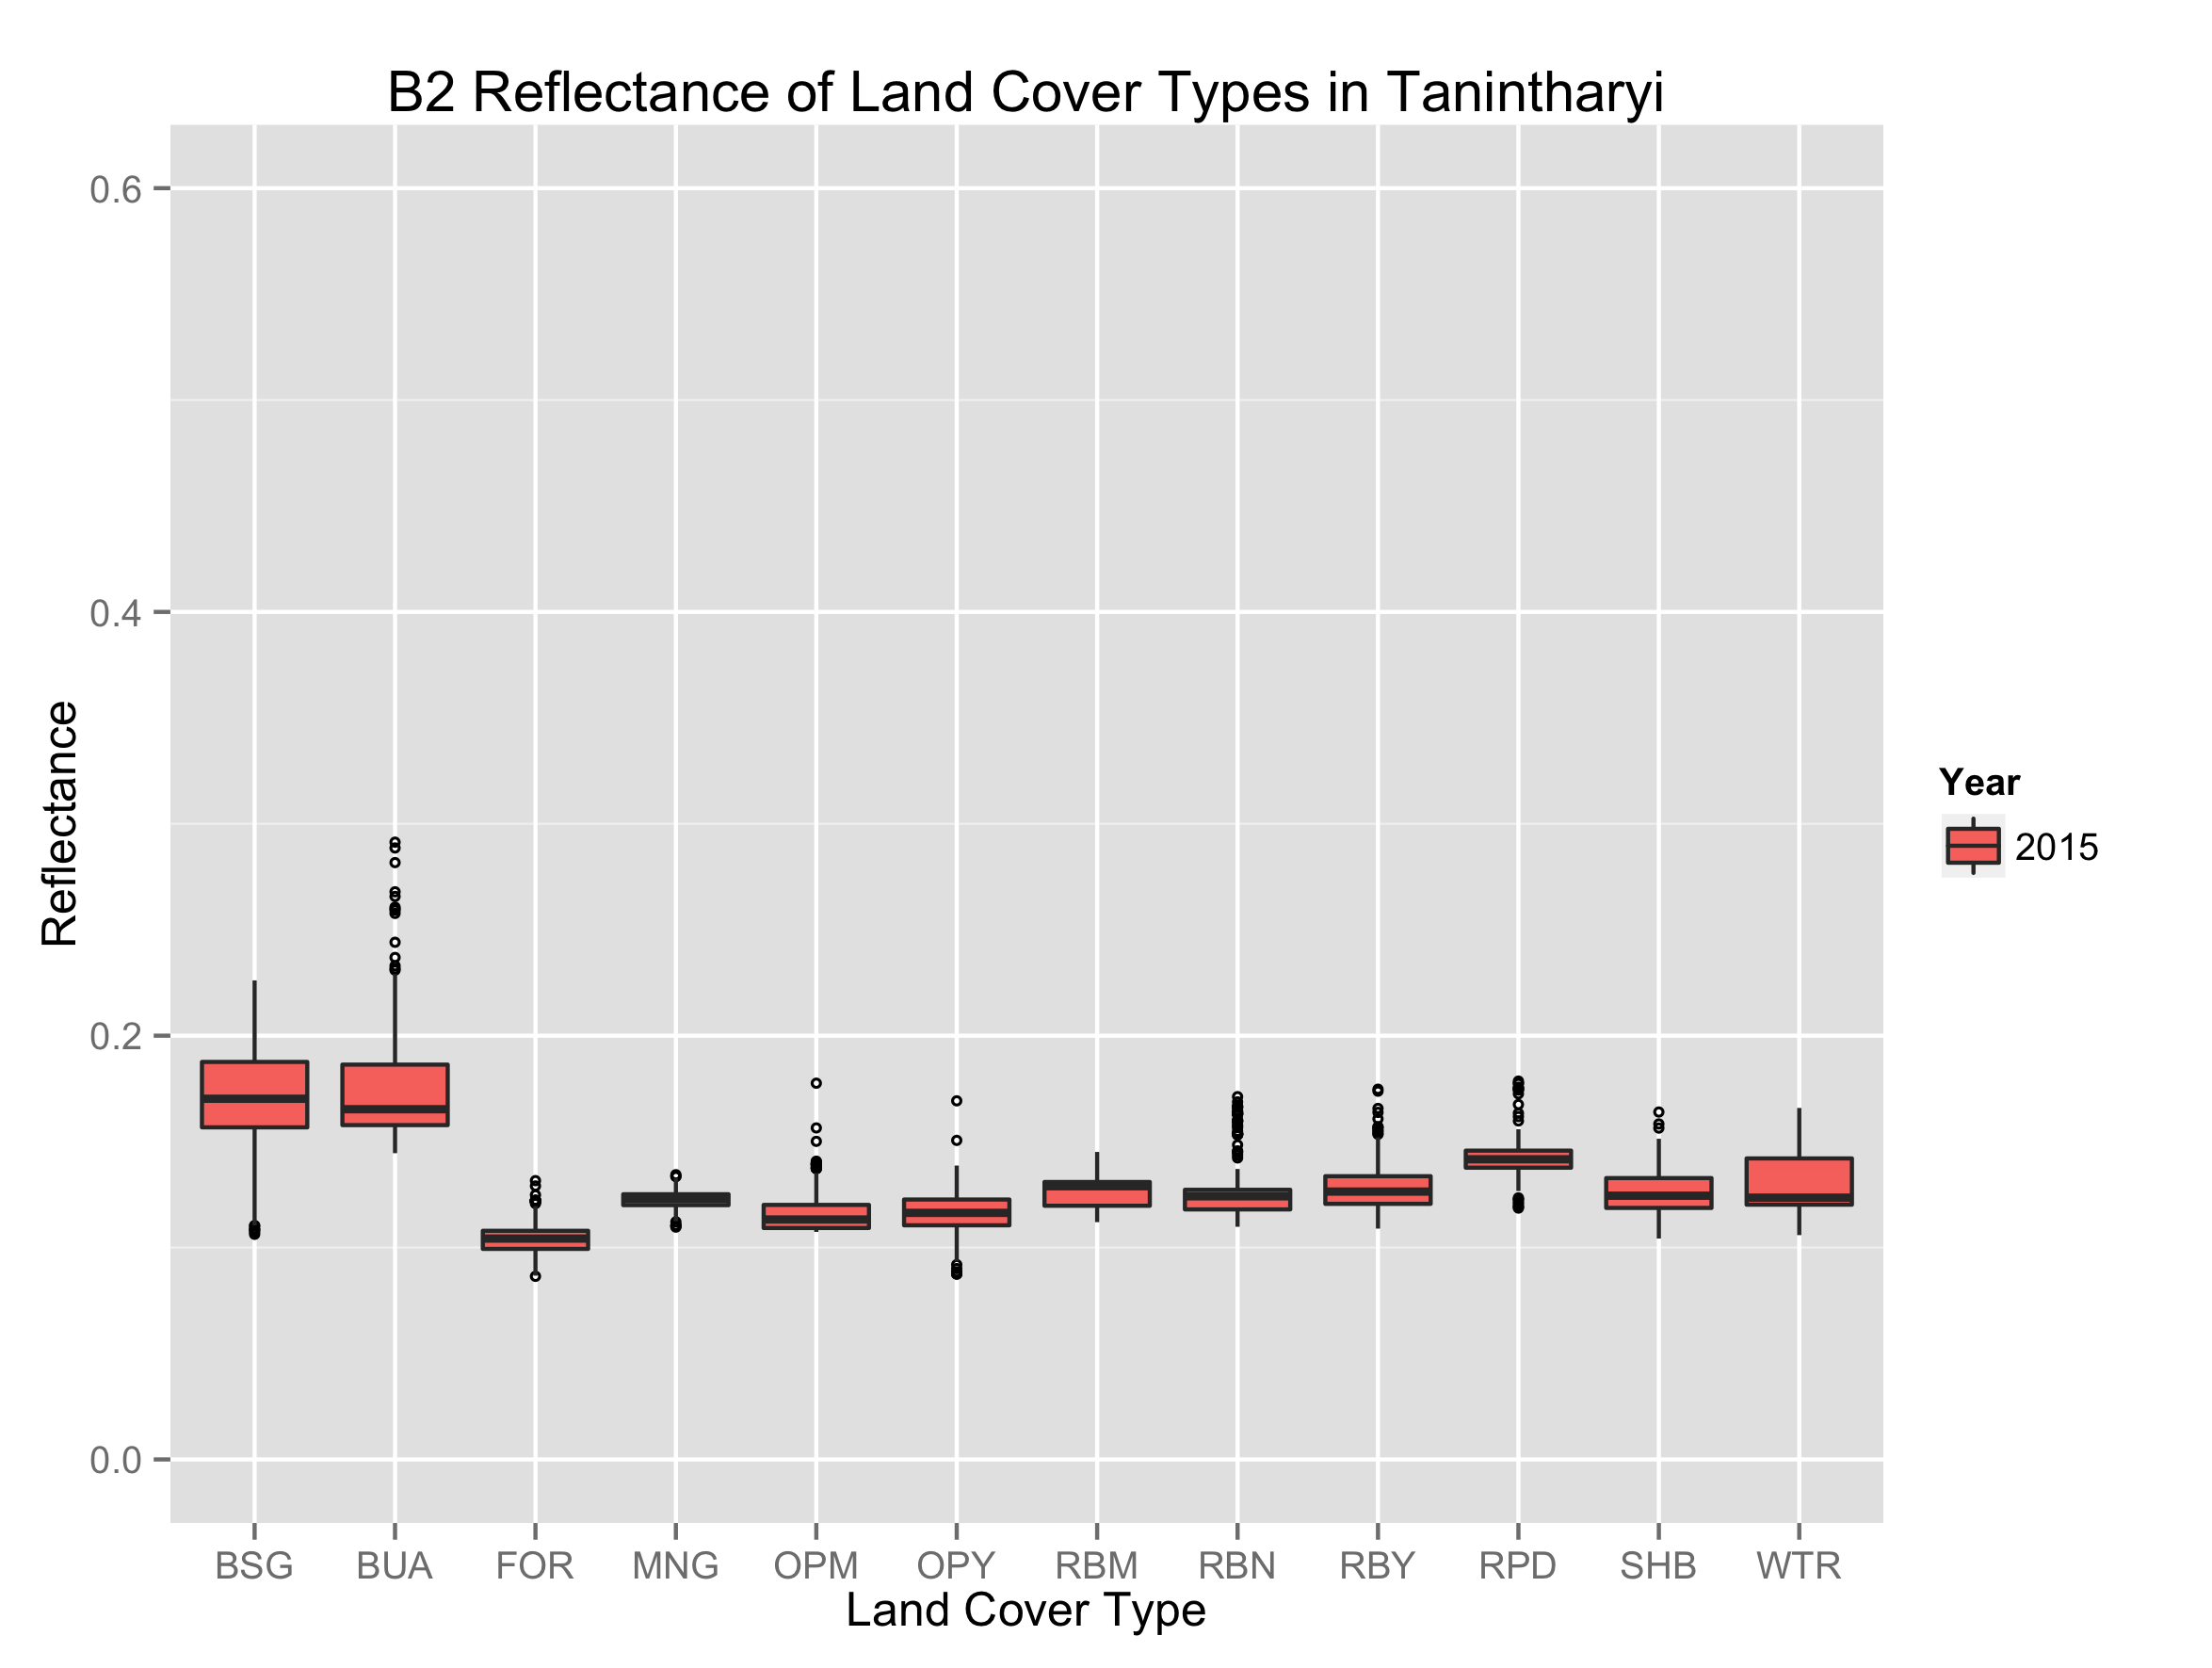 B2 Reflectance of Land Cover Types in Tanintharyi
0.6
0.4
0.2
0.0
Reflectance
BSG BUA FOR MNG OPM OPY RBM RBN RBY RPD SHB WTR
Land Cover Type
Year
2015